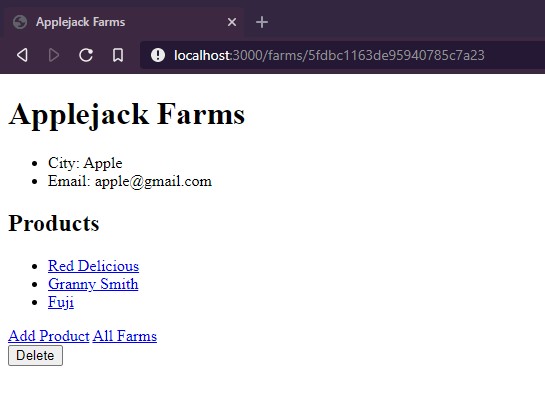 Applejack Farms
localhost:3000/farms/5fdbc1163de95940785c7a23
Applejack Farms
City: Apple
Email: apple@gmail.com
Products
Red Delicious
Granny Smith
Fuji
Add Product All Farms
Delete